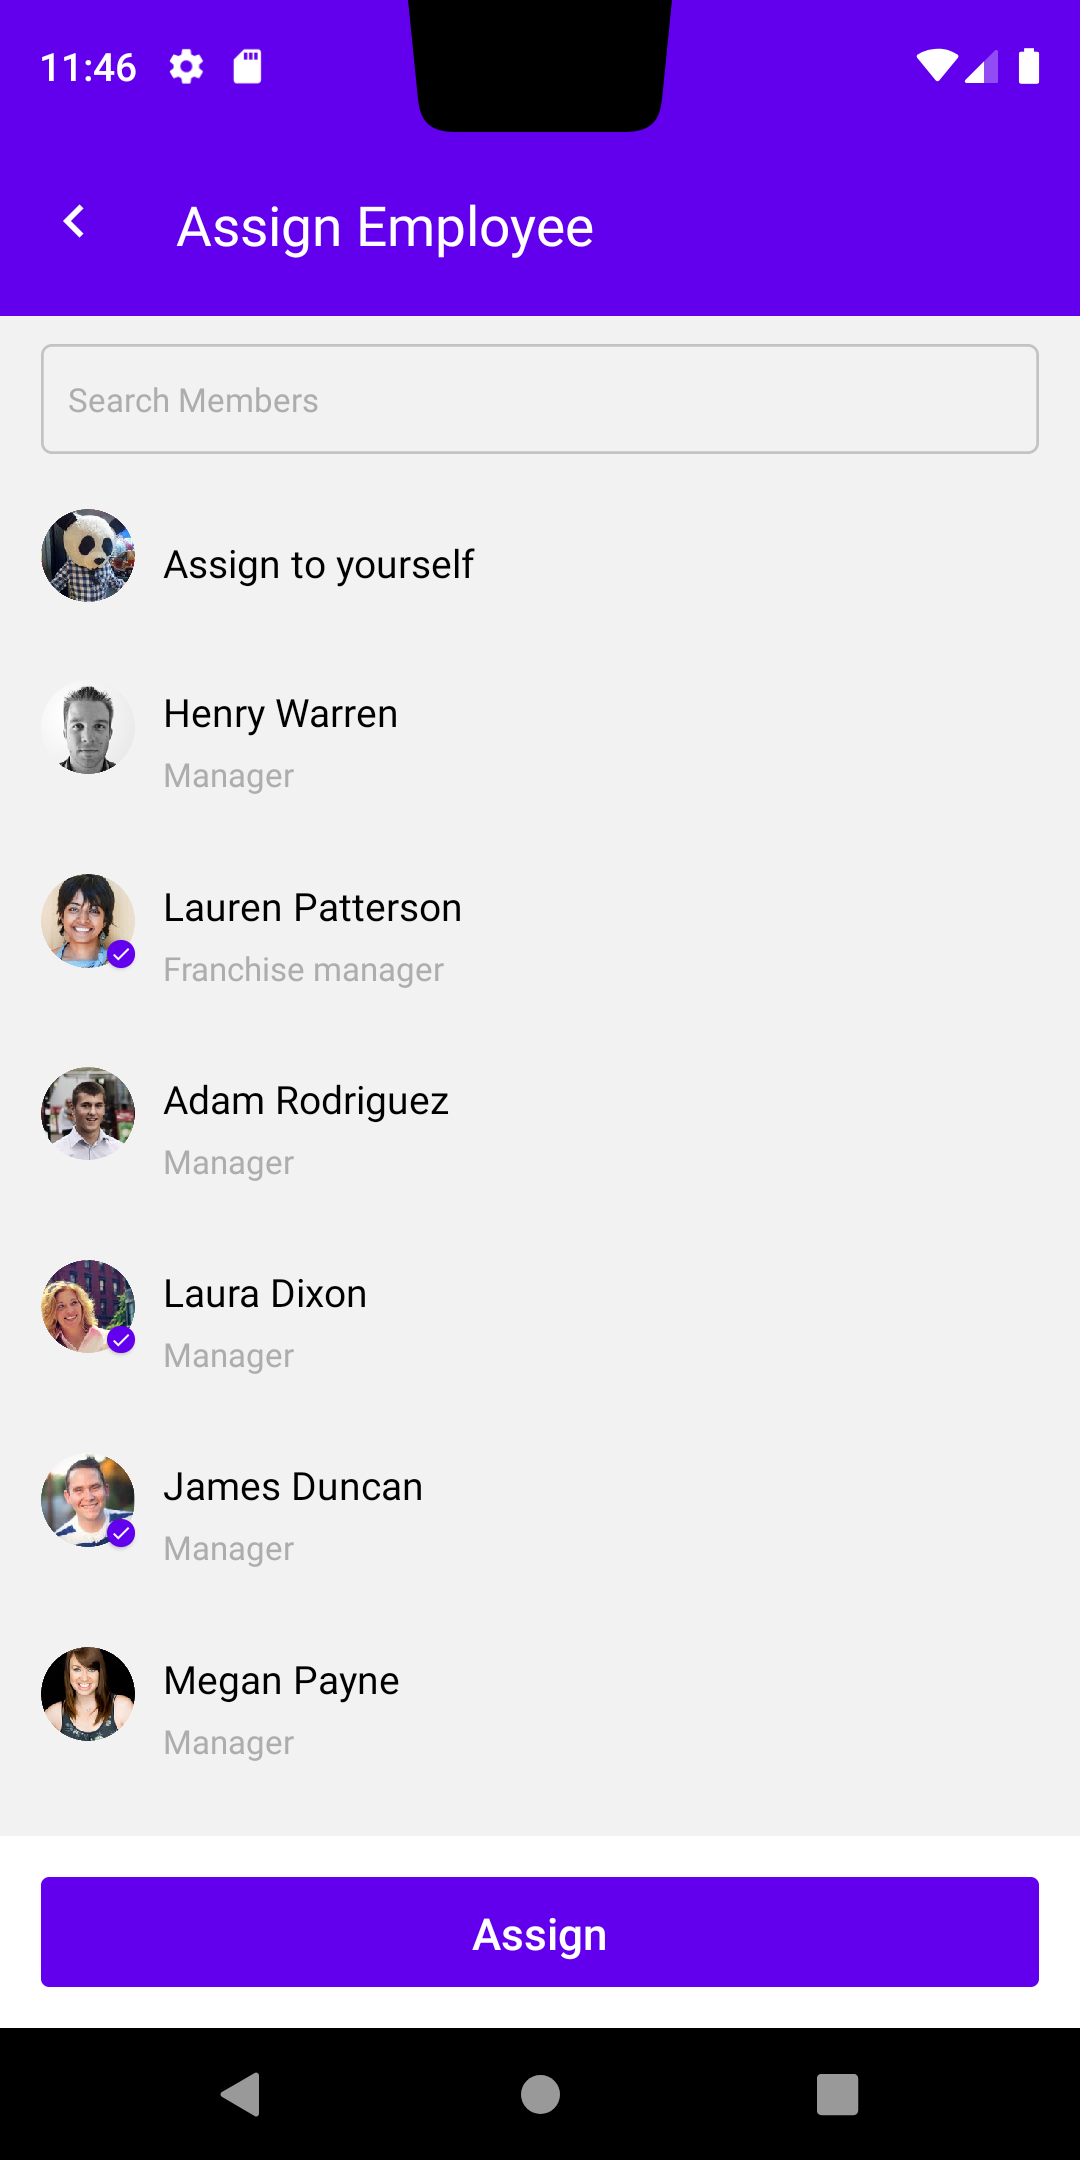 11:46
Assign Employee
Search Members
Assign to yourself
Henry Warren
Manager
Lauren Patterson
Franchise manager
Adam Rodriguez
Manager
Laura Dixon
Manager
James Duncan
Manager
Megan Payne
Manager
Assign